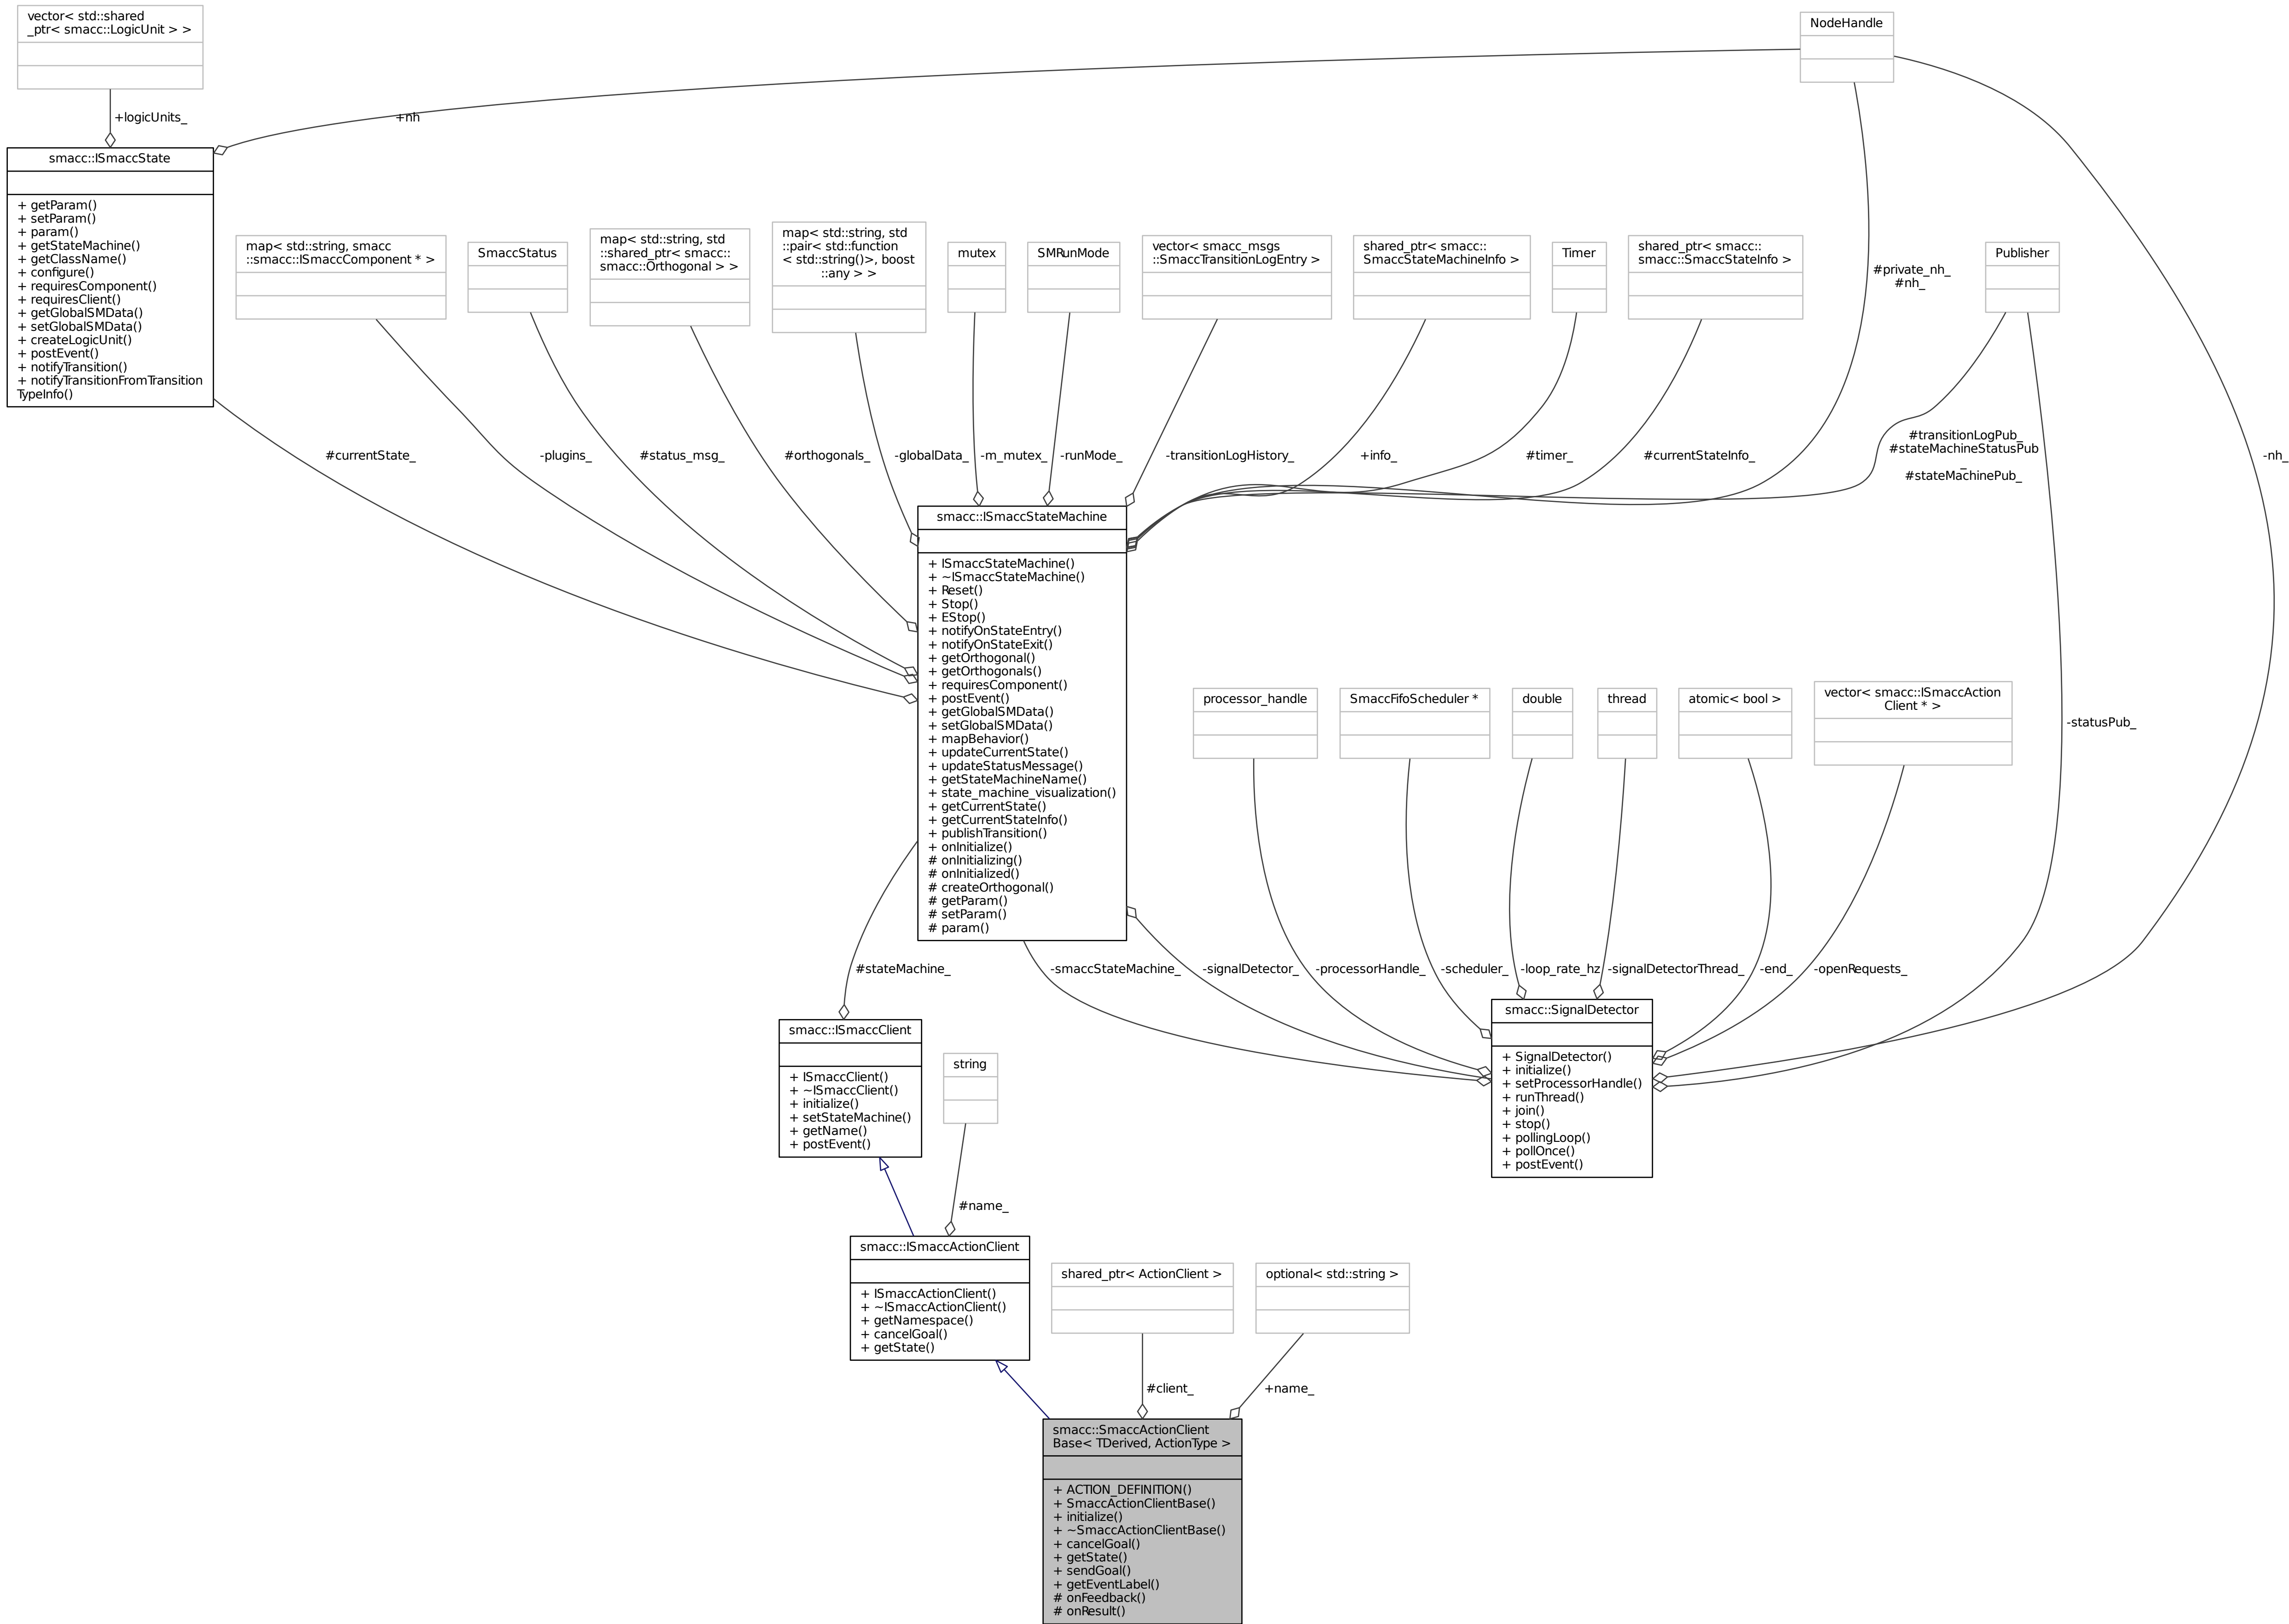 vector< std::shared
_ptr< smacc::LogicUnit > >
NodeHandle
+logicUnits_
+nh
smacc::ISmaccState
+ getParam()
+ setParam()
+ param()
+ getStateMachine()
+ getClassName()
+ configure()
+ requiresComponent()
+ requiresClient()
+ getGlobalSMData()
+ setGlobalSMData()
+ createLogicUnit()
+ postEvent()
+ notifyTransition()
+ notifyTransitionFromTransition
TypeInfo()
map< std::string, smacc
::smacc::ISmaccComponent * >
SmaccStatus
map< std::string, std
::shared_ptr< smacc::
smacc::Orthogonal > >
map< std::string, std
::pair< std::function
< std::string()>, boost
::any > >
mutex
SMRunMode
vector< smacc_msgs
::SmaccTransitionLogEntry >
shared_ptr< smacc::
SmaccStateMachineInfo >
Timer
shared_ptr< smacc::
smacc::SmaccStateInfo >
#private_nh_
#nh_
Publisher
#currentState_
-plugins_
#status_msg_
#orthogonals_
-globalData_
-m_mutex_
-runMode_
-transitionLogHistory_
+info_
#timer_
#currentStateInfo_
#transitionLogPub_
#stateMachineStatusPub
_
#stateMachinePub_
-nh_
smacc::ISmaccStateMachine
+ ISmaccStateMachine()
+ ~ISmaccStateMachine()
+ Reset()
+ Stop()
+ EStop()
+ notifyOnStateEntry()
+ notifyOnStateExit()
+ getOrthogonal()
+ getOrthogonals()
+ requiresComponent()
+ postEvent()
+ getGlobalSMData()
+ setGlobalSMData()
+ mapBehavior()
+ updateCurrentState()
+ updateStatusMessage()
+ getStateMachineName()
+ state_machine_visualization()
+ getCurrentState()
+ getCurrentStateInfo()
+ publishTransition()
+ onInitialize()
# onInitializing()
# onInitialized()
# createOrthogonal()
# getParam()
# setParam()
# param()
processor_handle
SmaccFifoScheduler *
double
thread
atomic< bool >
vector< smacc::ISmaccAction
Client * >
-statusPub_
#stateMachine_
-smaccStateMachine_
-signalDetector_
-processorHandle_
-scheduler_
-loop_rate_hz
-signalDetectorThread_
-end_
-openRequests_
smacc::SignalDetector
+ SignalDetector()
+ initialize()
+ setProcessorHandle()
+ runThread()
+ join()
+ stop()
+ pollingLoop()
+ pollOnce()
+ postEvent()
smacc::ISmaccClient
+ ISmaccClient()
+ ~ISmaccClient()
+ initialize()
+ setStateMachine()
+ getName()
+ postEvent()
string
#name_
smacc::ISmaccActionClient
+ ISmaccActionClient()
+ ~ISmaccActionClient()
+ getNamespace()
+ cancelGoal()
+ getState()
shared_ptr< ActionClient >
optional< std::string >
#client_
+name_
smacc::SmaccActionClient
Base< TDerived, ActionType >
+ ACTION_DEFINITION()
+ SmaccActionClientBase()
+ initialize()
+ ~SmaccActionClientBase()
+ cancelGoal()
+ getState()
+ sendGoal()
+ getEventLabel()
# onFeedback()
# onResult()